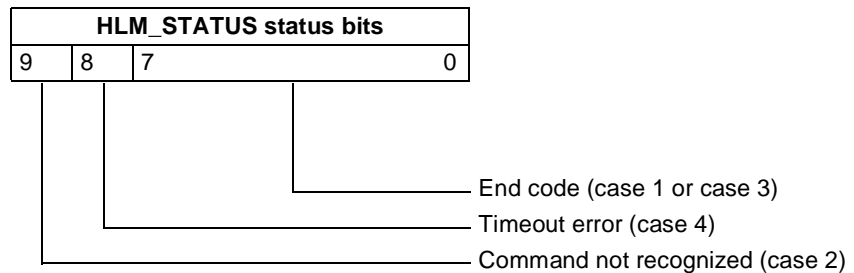 HLM_STATUS status bits
9 8 7 0
End code (case 1 or case 3)
Timeout error (case 4)
Command not recognized (case 2)